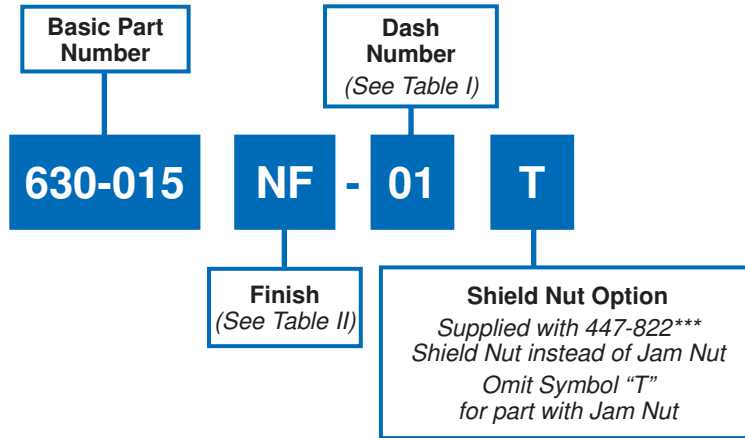 Basic Part
Number
Dash
Number
(See Table I)
630-015 NF - 01 T
Finish
(See Table II)
Shield Nut Option
Supplied with 447-822***
Shield Nut instead of Jam Nut
Omit Symbol “T”
for part with Jam Nut